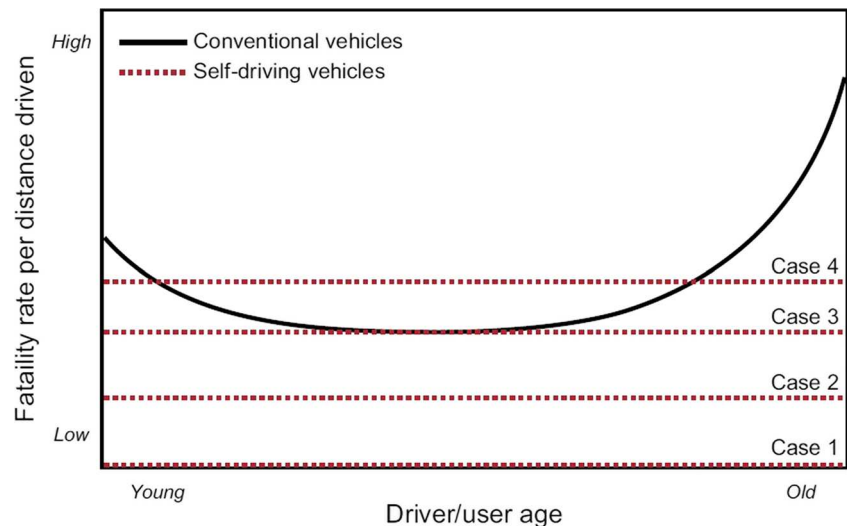 Fataility rate per distance driven
High
Conventional vehicles
Self-driving vehicles
Case 4
Case 3
Case 2
Low
Case 1
Young
Old
Driver/user age